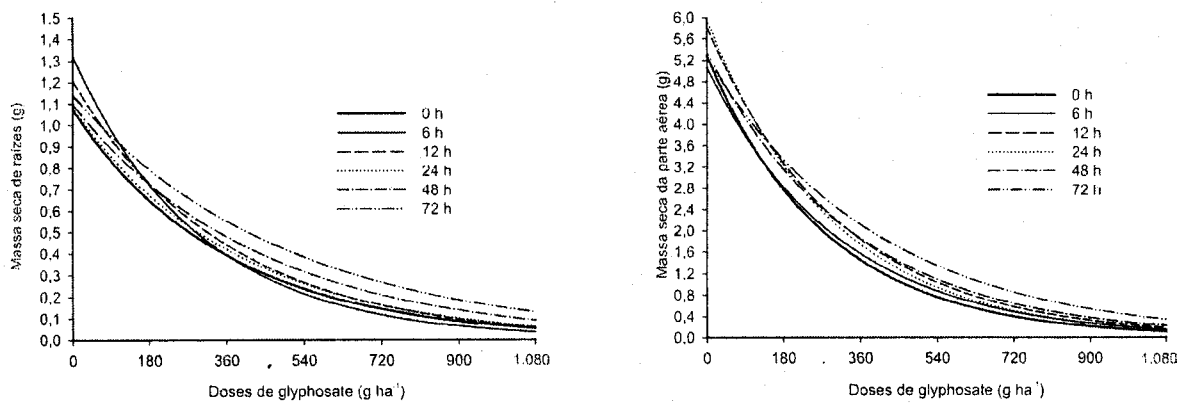 Massa seca de raízes (g)
1,5
1,4
1,3
1,2
1,1
1,0
0,9
0,8
0,7
0,6
0,5
0,4
0,3
0,2
0,1
0,0
0 h
6 h
12 h
24 h
48 h
72 h
0 180 360 540 720 900 1.080
Doses de glyphosate (g ha⁻¹)
Massa seca da parte aérea (g)
6,0
5,6
5,2
4,8
4,4
4,0
3,6
3,2
2,8
2,4
2,0
1,6
1,2
0,8
0,4
0,0
0 h
6 h
12 h
24 h
48 h
72 h
0 180 360 540 720 900 1.080
Doses de glyphosate (g ha⁻¹)